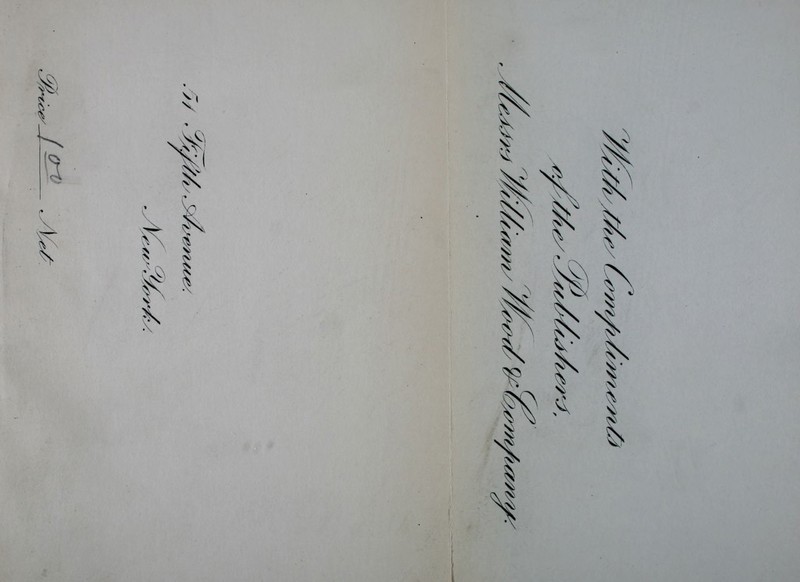 With the Compliments
of the Publishers,
Messrs William Wood & Company.
51 Fifth Avenue.
New York.
Price 1 00 Net